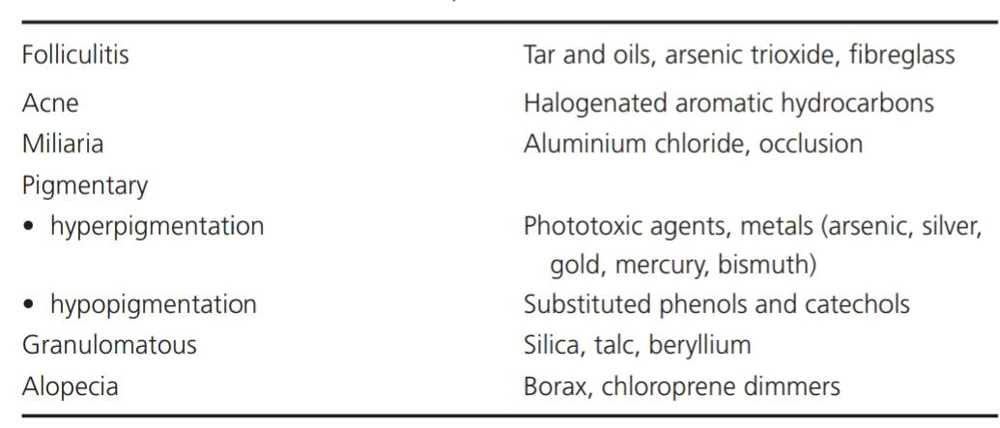 Folliculitis Tar and oils, arsenic trioxide, fibreglass
Acne Halogenated aromatic hydrocarbons
Miliaria Aluminium chloride, occlusion
Pigmentary
• hyperpigmentation Phototoxic agents, metals (arsenic, silver,
gold, mercury, bismuth)
• hypopigmentation Substituted phenols and catechols
Granulomatous Silica, talc, beryllium
Alopecia Borax, chloroprene dimmers